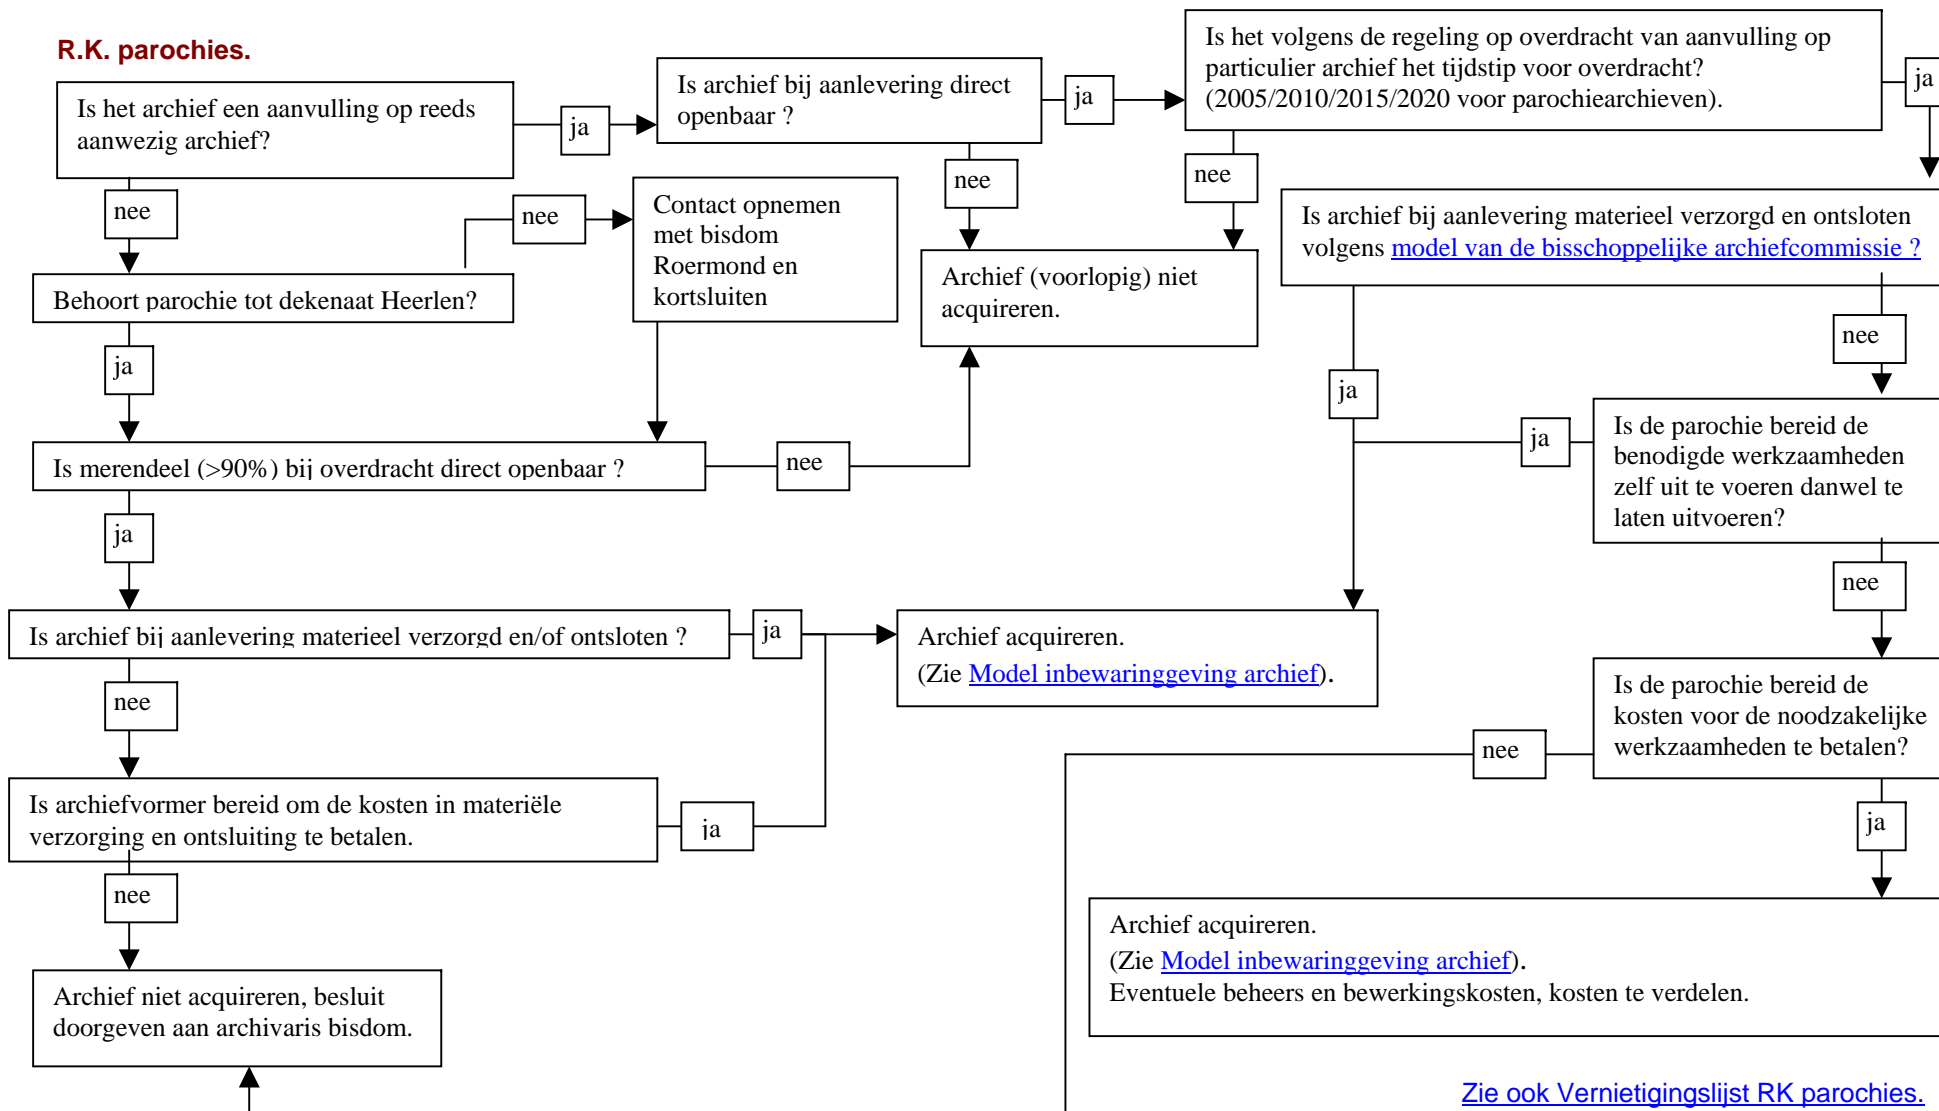 R.K. parochies.
Is het archief een aanvulling op reeds
aanwezig archief?
ja
Is archief bij aanlevering direct
openbaar ?
ja
Is het volgens de regeling op overdracht van aanvulling op
particulier archief het tijdstip voor overdracht?
(2005/2010/2015/2020 voor parochiearchieven).
ja
nee
nee
Contact opnemen
met bisdom
Roermond en
kortsluiten
nee
nee
Archief (voorlopig) niet
acquireren.
Is archief bij aanlevering materieel verzorgd en ontsloten
volgens model van de bisschoppelijke archiefcommissie ?
Behoort parochie tot dekenaat Heerlen?
ja
nee
ja
Is merendeel (>90%) bij overdracht direct openbaar ?
nee
ja
Is de parochie bereid de
benodigde werkzaamheden
zelf uit te voeren danwel te
laten uitvoeren?
ja
nee
Is archief bij aanlevering materieel verzorgd en/of ontsloten ?
ja
Archief acquireren.
(Zie Model inbewaringgeving archief).
nee
Is de parochie bereid de
kosten voor de noodzakelijke
werkzaamheden te betalen?
nee
Is archiefvormer bereid om de kosten in materiële
verzorging en ontsluiting te betalen.
ja
ja
nee
Archief acquireren.
(Zie Model inbewaringgeving archief).
Eventuele beheers en bewerkingskosten, kosten te verdelen.
Archief niet acquireren, besluit
doorgeven aan archivaris bisdom.
Zie ook Vernietigingslijst RK parochies.